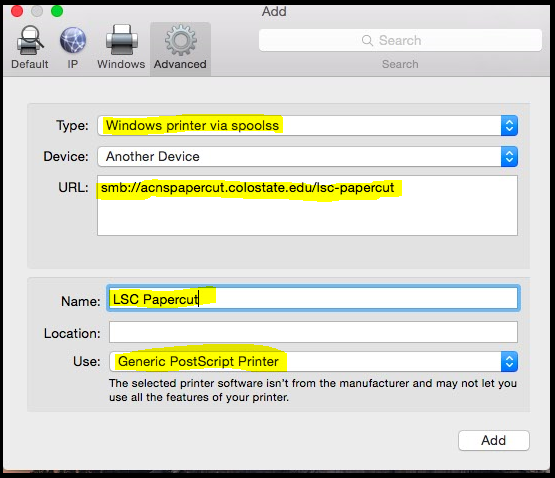 Add
Default IP Windows Advanced
Search
Search
Type: Windows printer via spoolss
Device: Another Device
URL: smb://acnspapercut.colostate.edu/lsc-papercut
Name: LSC Papercut
Location:
Use: Generic PostScript Printer
The selected printer software isn't from the manufacturer and may not let you
use all the features of your printer.
Add